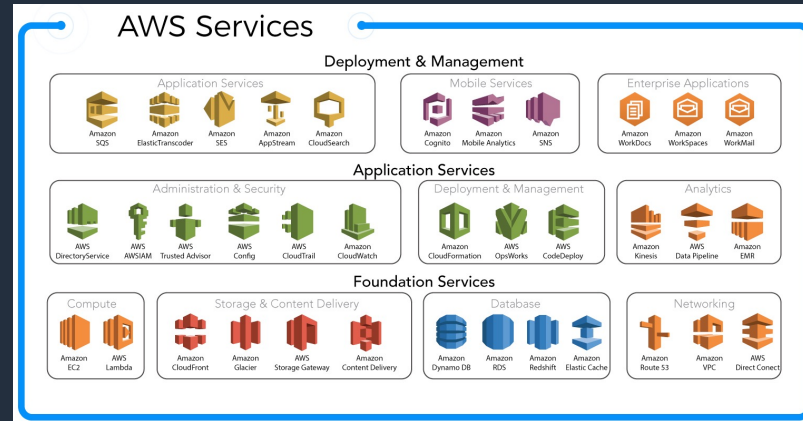 AWS Services
Deployment & Management
Application Services
Amazon SQS
Amazon ElasticTranscoder
Amazon SES
Amazon AppStream
Amazon CloudSearch
Mobile Services
Amazon Cognito
Amazon Mobile Analytics
Amazon SNS
Enterprise Applications
Amazon WorkDocs
Amazon WorkSpaces
Amazon WorkMail
Application Services
Administration & Security
AWS DirectoryService
AWS AWSIAM
AWS Trusted Advisor
AWS Config
AWS CloudTrail
Amazon CloudWatch
Deployment & Management
Amazon CloudFormation
AWS OpsWorks
AWS CodeDeploy
Analytics
Amazon Kinesis
AWS Data Pipeline
Amazon EMR
Foundation Services
Compute
Amazon EC2
AWS Lambda
Storage & Content Delivery
Amazon CloudFront
Amazon Glacier
AWS Storage Gateway
Amazon Content Delivery
Database
Amazon Dynamo DB
Amazon RDS
Amazon Redshift
Amazon Elastic Cache
Networking
Amazon Route 53
Amazon VPC
AWS Direct Conect